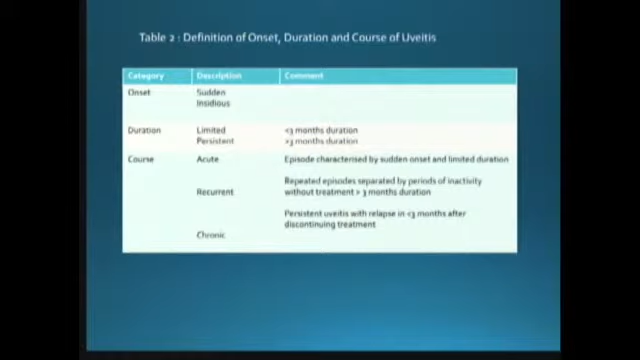 Table 2 : Definition of Onset, Duration and Course of Uveitis
Category Description Comment
Onset Sudden
Insidious
Duration Limited <3 months duration
Persistent >3 months duration
Course Acute Episode characterised by sudden onset and limited duration
Repeated episodes separated by periods of inactivity
Recurrent without treatment > 3 months duration
Persistent uveitis with relapse in <3 months after
discontinuing treatment
Chronic